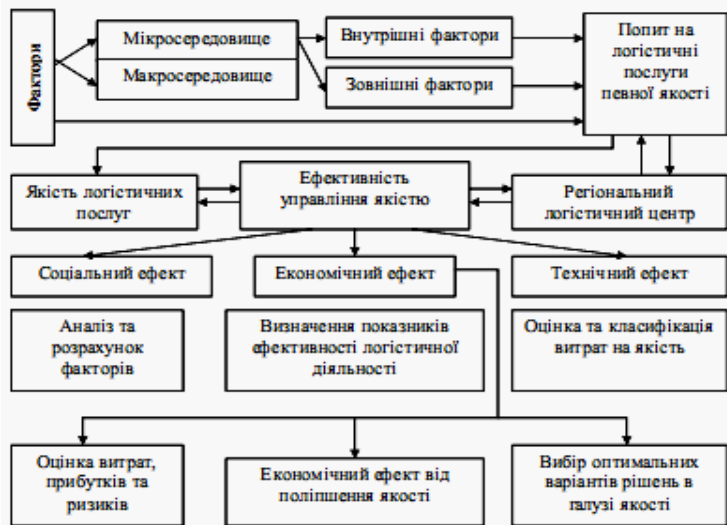 Фактори
Мікросередовище
Макросередовище
Внутрішні фактори
Зовнішні фактори
Попит на
логістичні
послуги
певної якості
Якість логістичних
послуг
Ефективність
управління якістю
Регіональний
логістичний центр
Соціальний ефект
Економічний ефект
Технічний ефект
Аналіз та
розрахунок
факторів
Визначення показників
ефективності логістичної
діяльності
Оцінка та класифікація
витрат на якість
Оцінка витрат,
прибутків та
ризиків
Економічний ефект від
поліпшення якості
Вибір оптимальних
варіантів рішень в
галузі якості